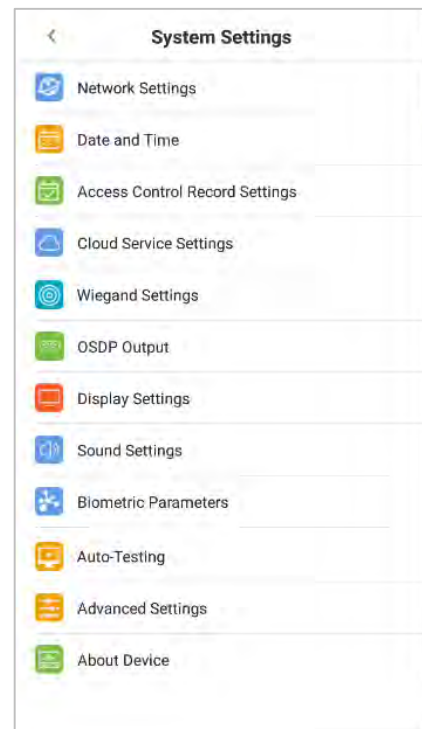 System Settings
Network Settings
Date and Time
Access Control Record Settings
Cloud Service Settings
Wiegand Settings
OSDP Output
Display Settings
Sound Settings
Biometric Parameters
Auto-Testing
Advanced Settings
About Device